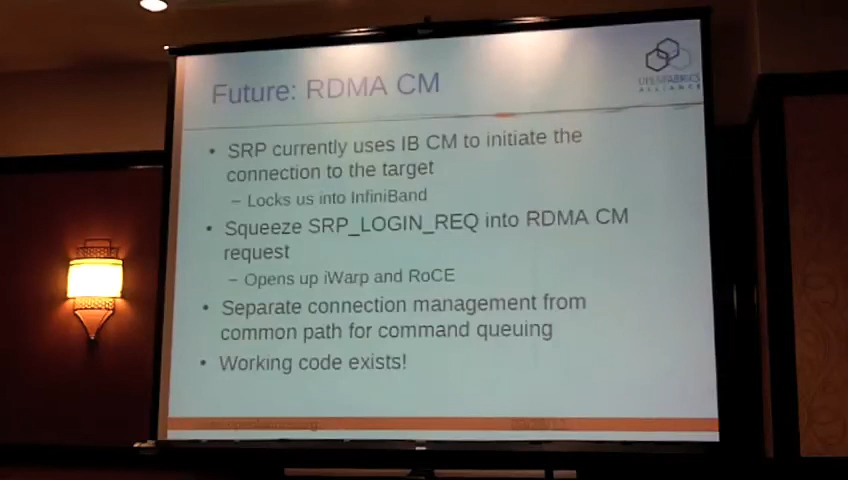 Future: RDMA CM
OPENFABRICS
ALLIANCE
• SRP currently uses IB CM to initiate the
connection to the target
– Locks us into InfiniBand
• Squeeze SRP_LOGIN_REQ into RDMA CM
request
– Opens up iWarp and RoCE
• Separate connection management from
common path for command queuing
• Working code exists!